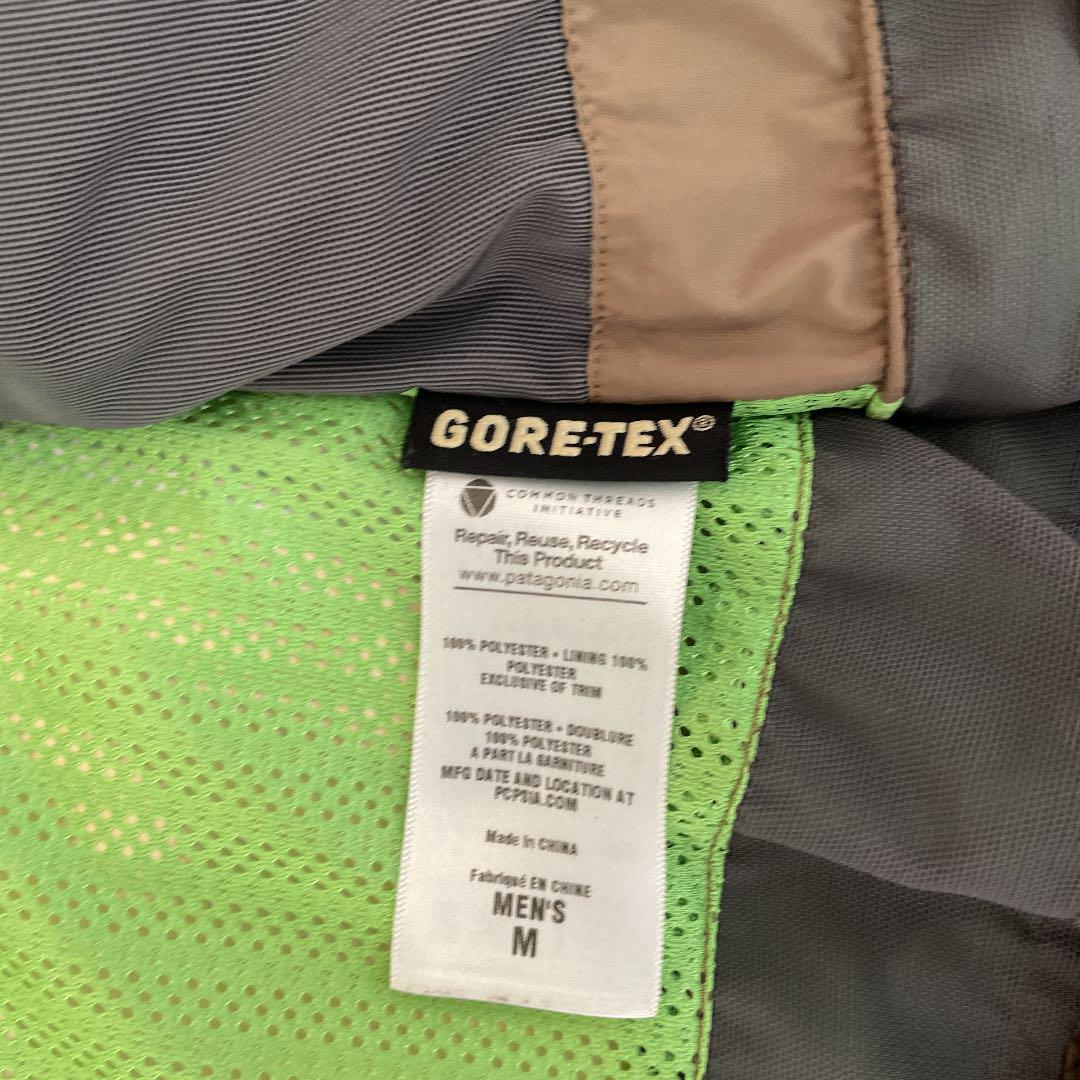 GORE-TEX®
COMMON THREADS
INITIATIVE
Repair, Reuse, Recycle
This Product
www.patagonia.com
100% POLYESTER • LINING 100%
POLYESTER
EXCLUSIVE OF TRIM
100% POLYESTER • DOUBLURE
100% POLYESTER
A PART LA GARNITURE
MFG DATE AND LOCATION AT
PCPSIA.COM
Made in CHINA
Fabriqué EN CHINE
MEN'S
M